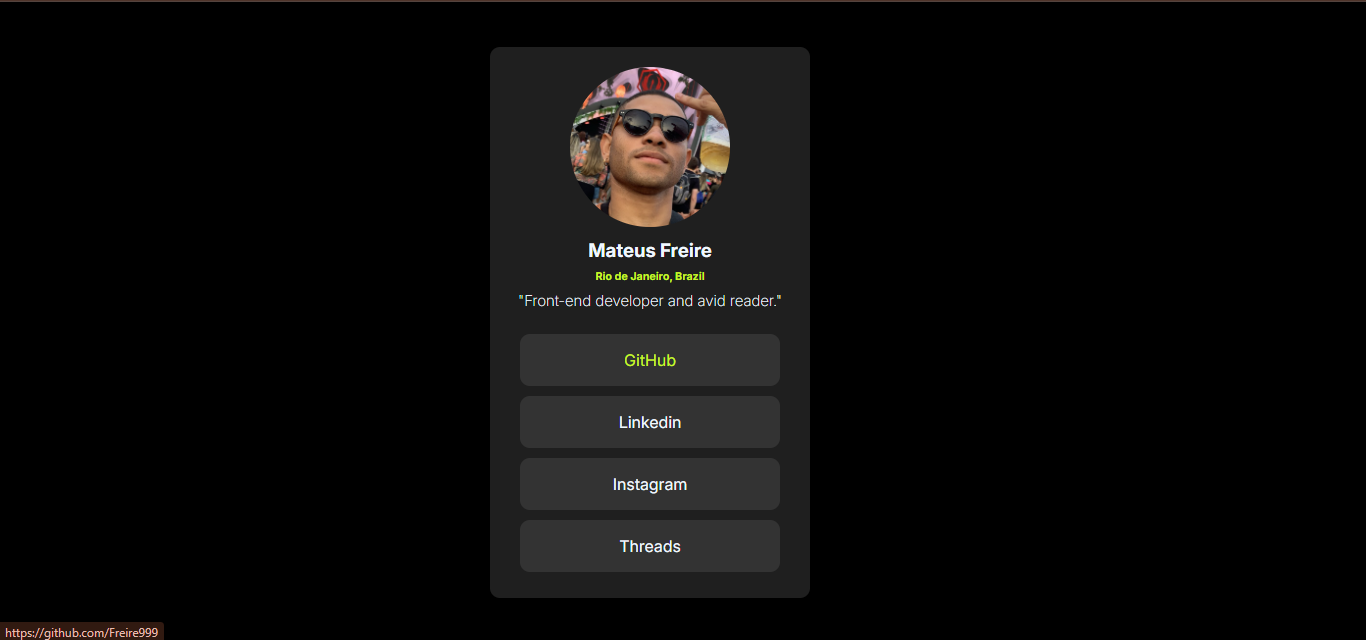 Mateus Freire
Rio de Janeiro, Brazil
"Front-end developer and avid reader."
GitHub
Linkedin
Instagram
Threads
https://github.com/Freire999